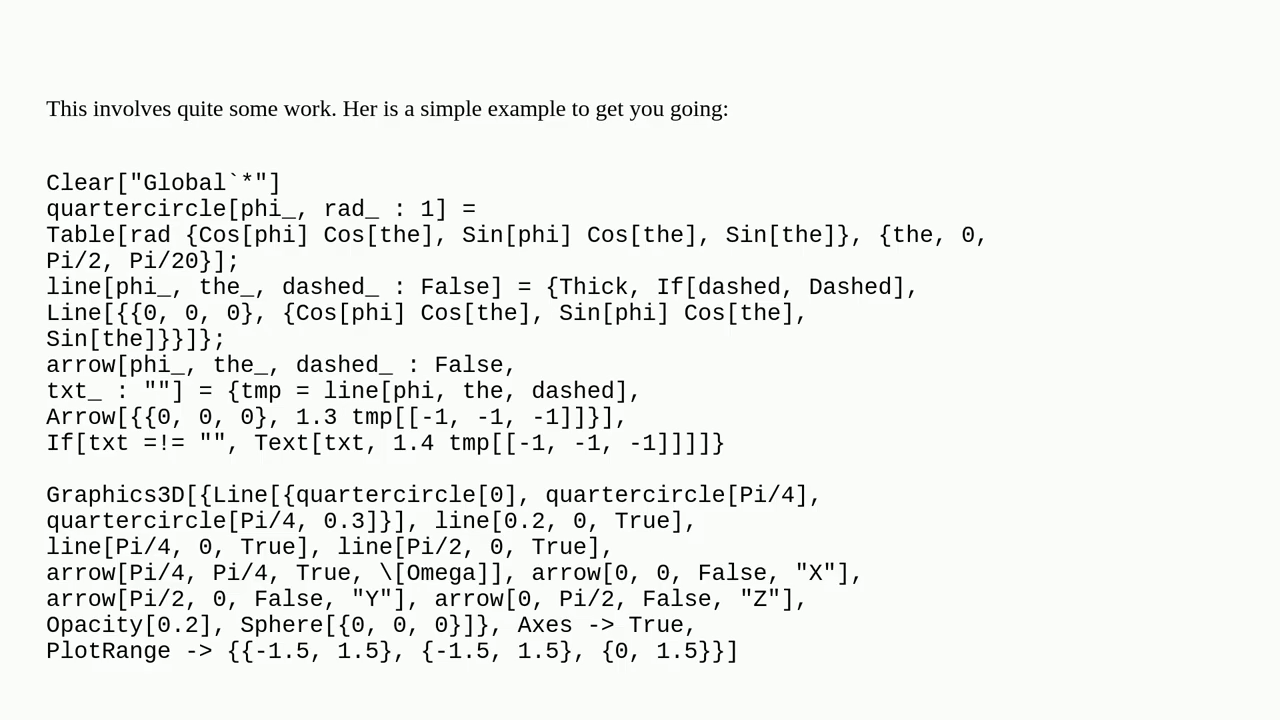 This involves quite some work. Her is a simple example to get you going:
Clear["Global`*"]
quartercircle[phi_, rad_ : 1] =
Table[rad {Cos[phi] Cos[the], Sin[phi] Cos[the], Sin[the]}, {the, 0,
Pi/2, Pi/20}];
line[phi_, the_, dashed_ : False] = {Thick, If[dashed, Dashed],
Line[{{0, 0, 0}, {Cos[phi] Cos[the], Sin[phi] Cos[the],
Sin[the]}}]};
arrow[phi_, the_, dashed_ : False,
txt_ : ""] = {tmp = line[phi, the, dashed],
Arrow[{{0, 0, 0}, 1.3 tmp[[-1, -1, -1]]}],
If[txt =!= "", Text[txt, 1.4 tmp[[-1, -1, -1]]]]}
Graphics3D[{Line[{quartercircle[0], quartercircle[Pi/4],
quartercircle[Pi/4, 0.3]}], line[0.2, 0, True],
line[Pi/4, 0, True], line[Pi/2, 0, True],
arrow[Pi/4, Pi/4, True, \[Omega]], arrow[0, 0, False, "X"],
arrow[Pi/2, 0, False, "Y"], arrow[0, Pi/2, False, "Z"],
Opacity[0.2], Sphere[{0, 0, 0}]}, Axes -> True,
PlotRange -> {{-1.5, 1.5}, {-1.5, 1.5}, {0, 1.5}}]